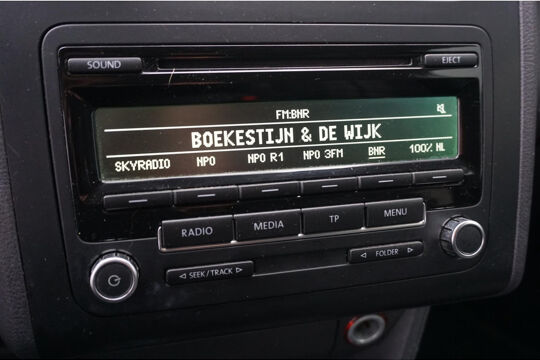 SOUND EJECT
FM:BNR
BOEKESTIJN & DE WIJK
SKYRADIO NPO NPO R1 NPO 3FM BNR 100% NL
RADIO MEDIA TP MENU
SEEK/TRACK FOLDER